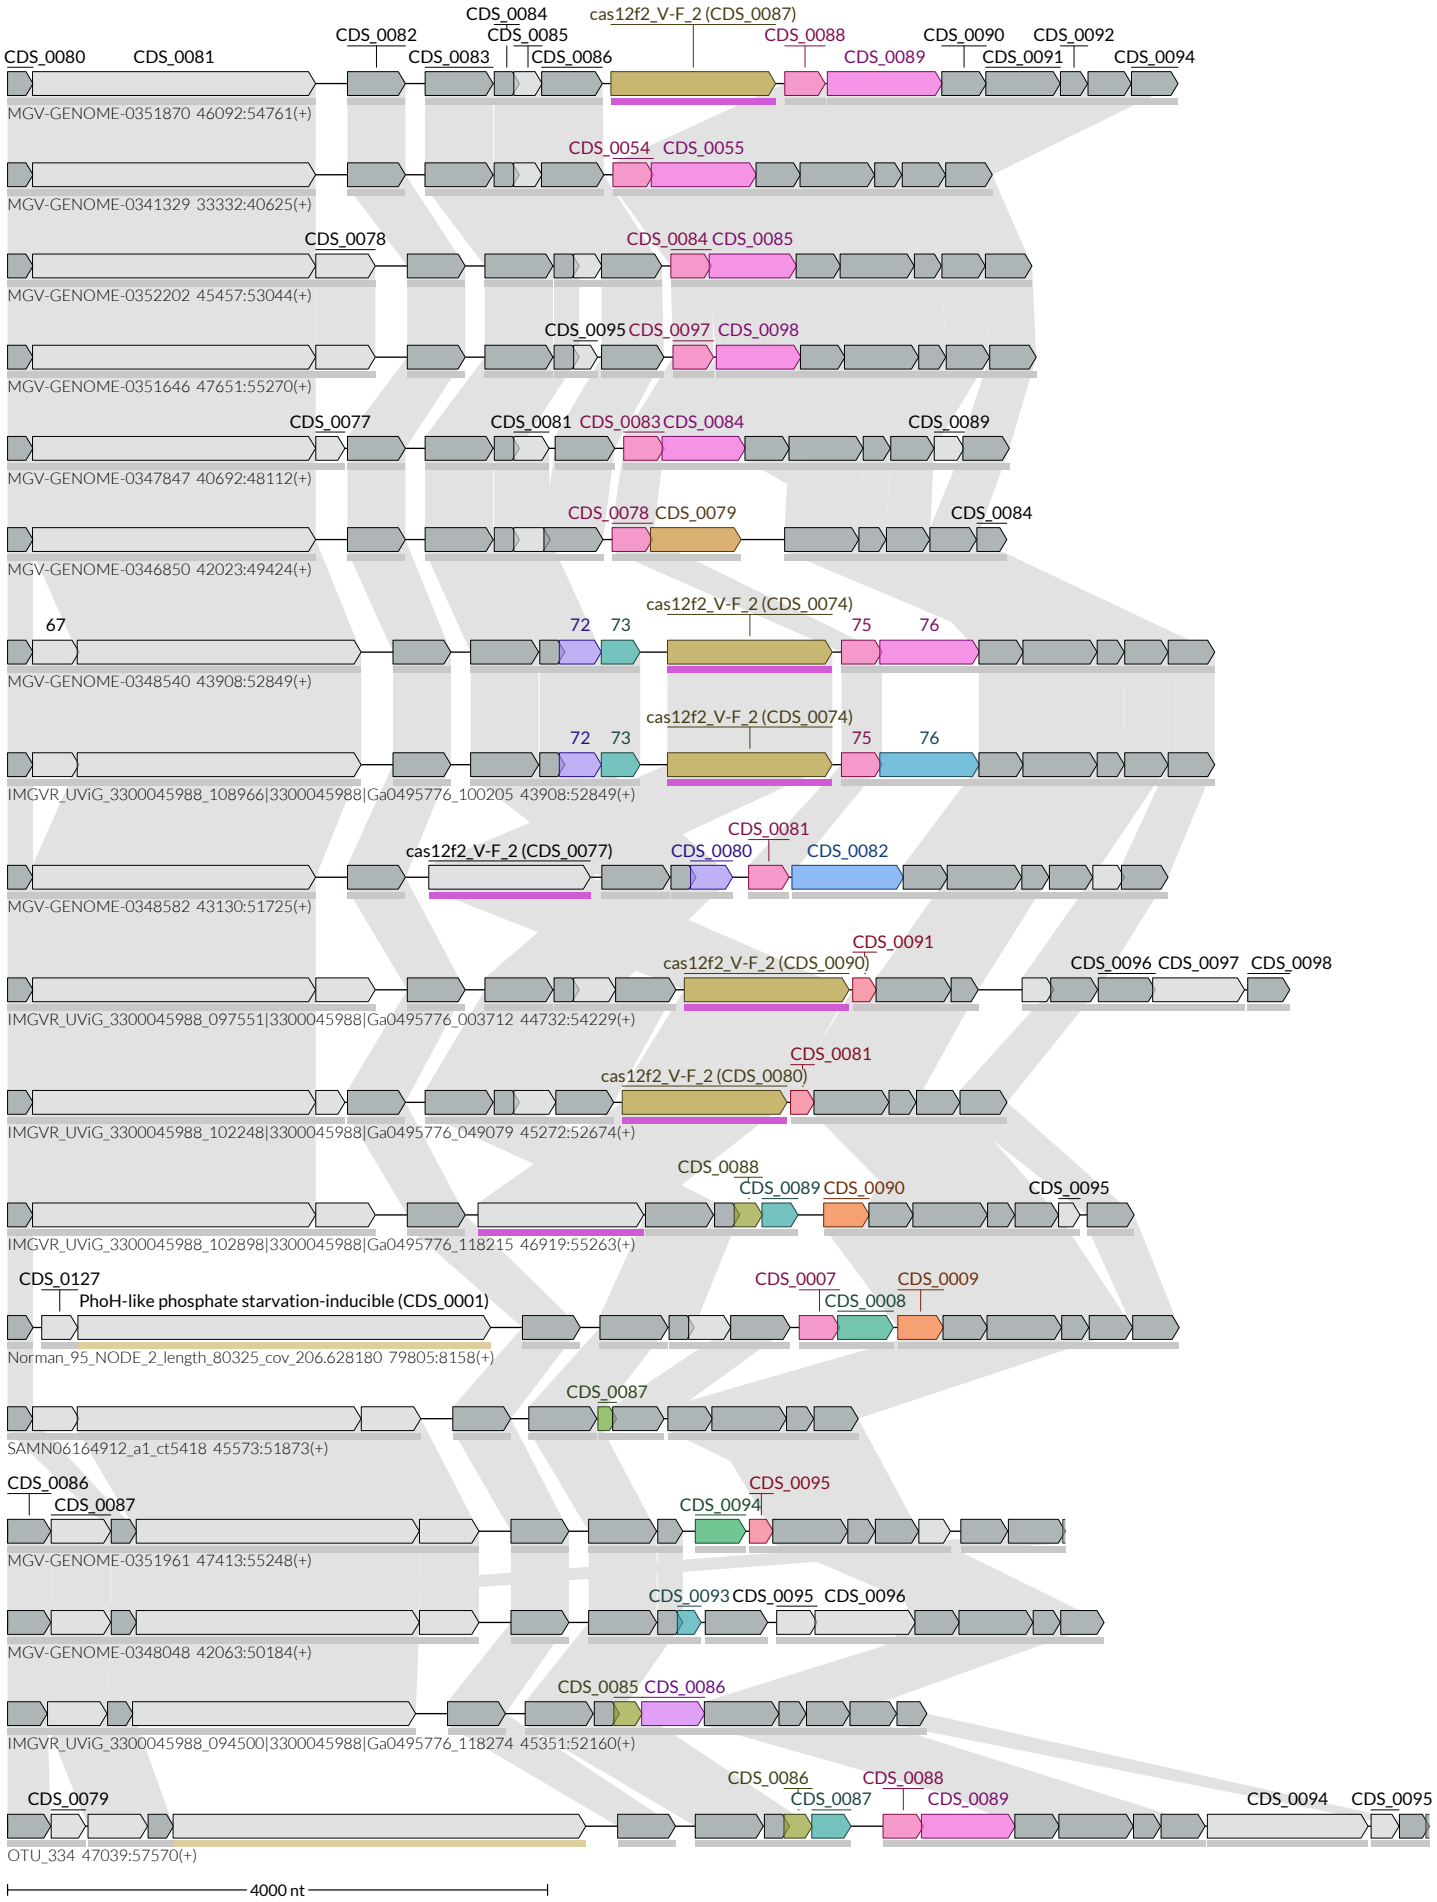 CDS_0084 cas12f2_V-F_2 (CDS_0087)
CDS_0082 CDS_0085 CDS_0088 CDS_0090 CDS_0092
CDS_0080 CDS_0081 CDS_0083 CDS_0086 CDS_0089 CDS_0091 CDS_0094
MGV-GENOME-0351870 46092:54761(+)
CDS_0054 CDS_0055
MGV-GENOME-0341329 33332:40625(+)
CDS_0078 CDS_0084 CDS_0085
MGV-GENOME-0352202 45457:53044(+)
CDS_0095 CDS_0097 CDS_0098
MGV-GENOME-0351646 47651:55270(+)
CDS_0077 CDS_0081 CDS_0083 CDS_0084 CDS_0089
MGV-GENOME-0347847 40692:48112(+)
CDS_0078 CDS_0079 CDS_0084
MGV-GENOME-0346850 42023:49424(+)
cas12f2_V-F_2 (CDS_0074)
67 72 73 75 76
MGV-GENOME-0348540 43908:52849(+)
cas12f2_V-F_2 (CDS_0074)
72 73 75 76
IMGVR_UViG_3300045988_108966|3300045988|Ga0495776_100205 43908:52849(+)
CDS_0081
cas12f2_V-F_2 (CDS_0077) CDS_0080 CDS_0082
MGV-GENOME-0348582 43130:51725(+)
CDS_0091
cas12f2_V-F_2 (CDS_0090) CDS_0096 CDS_0097 CDS_0098
IMGVR_UViG_3300045988_097551|3300045988|Ga0495776_003712 44732:54229(+)
CDS_0081
cas12f2_V-F_2 (CDS_0080)
IMGVR_UViG_3300045988_102248|3300045988|Ga0495776_049079 45272:52674(+)
CDS_0088
CDS_0089 CDS_0090 CDS_0095
IMGVR_UViG_3300045988_102898|3300045988|Ga0495776_118215 46919:55263(+)
CDS_0127 CDS_0007 CDS_0009
PhoH-like phosphate starvation-inducible (CDS_0001) CDS_0008
Norman_95_NODE_2_length_80325_cov_206.628180 79805:8158(+)
CDS_0087
SAMN06164912_a1_ct5418 45573:51873(+)
CDS_0086 CDS_0095
CDS_0087 CDS_0094
MGV-GENOME-0351961 47413:55248(+)
CDS_0093 CDS_0095 CDS_0096
MGV-GENOME-0348048 42063:50184(+)
CDS_0085 CDS_0086
IMGVR_UViG_3300045988_094500|3300045988|Ga0495776_118274 45351:52160(+)
CDS_0086 CDS_0088
CDS_0079 CDS_0087 CDS_0089 CDS_0094 CDS_0095
OTU_334 47039:57570(+)
4000 nt